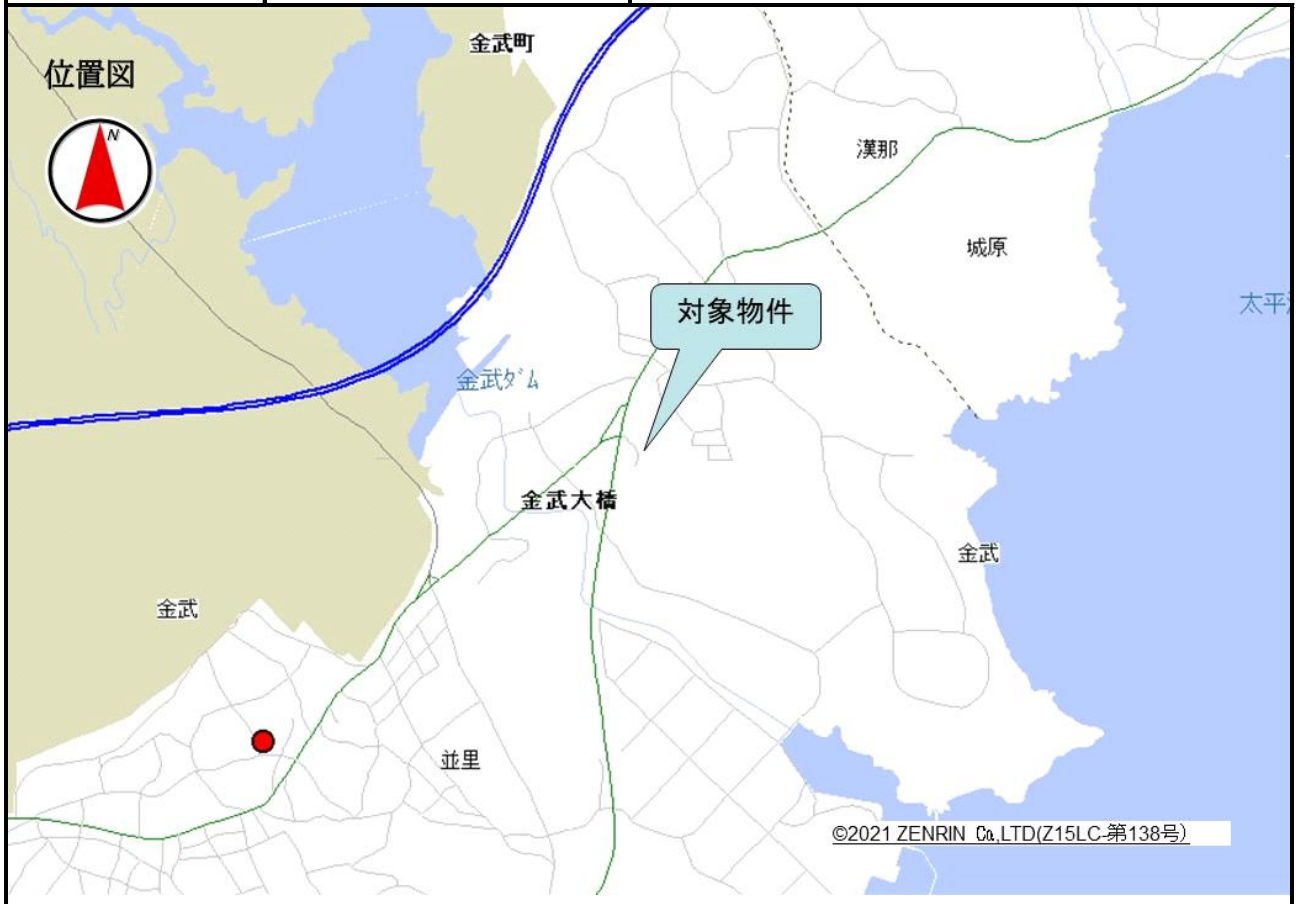 金武町
位置図
N
漢那
城原
対象物件
太平
金武ダム
金武大橋
金武
金武
並里
©2021 ZENRIN Co,LTD(Z15LC-第138号)